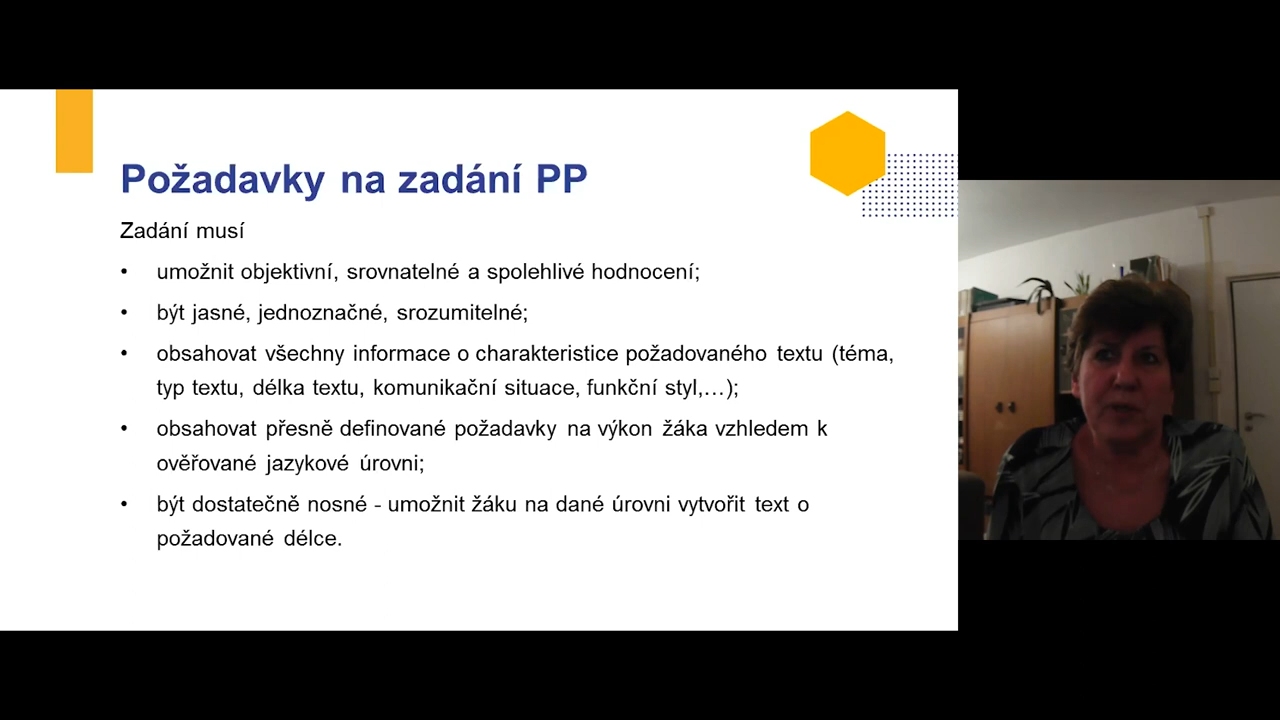 Požadavky na zadání PP
Zadání musí
• umožnit objektivní, srovnatelné a spolehlivé hodnocení;
• být jasné, jednoznačné, srozumitelné;
• obsahovat všechny informace o charakteristice požadovaného textu (téma,
typ textu, délka textu, komunikační situace, funkční styl,…);
• obsahovat přesně definované požadavky na výkon žáka vzhledem k
ověřované jazykové úrovni;
• být dostatečně nosné - umožnit žáku na dané úrovni vytvořit text o
požadované délce.